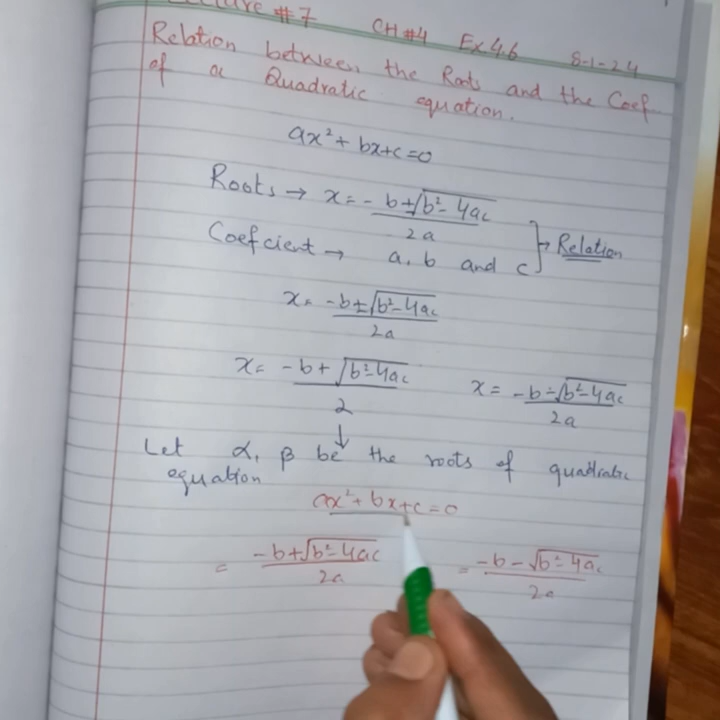 Lecture #7 CH#4 Ex 4.6 8-1-24
Relation between the Roots and the Coef
of a Quadratic equation.
ax² + bx+c=0
Roots → x = -b±√b²-4ac / 2a
Coefcient → a, b and c } → Relation
x = -b±√b²-4ac / 2a
x = -b+√b²-4ac / 2 x = -b-√b²-4ac / 2a
↓
Let α, β be the roots of quadratic
equation
ax² + bx+c=0
= -b+√b²-4ac / 2a = -b-√b²-4ac / 2a